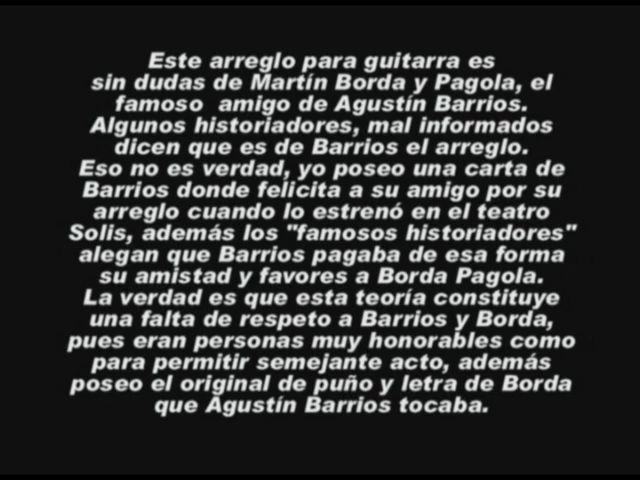 Este arreglo para guitarra es
sin dudas de Martín Borda y Pagola, el
famoso amigo de Agustín Barrios.
Algunos historiadores, mal informados
dicen que es de Barrios el arreglo.
Eso no es verdad, yo poseo una carta de
Barrios donde felicita a su amigo por su
arreglo cuando lo estrenó en el teatro
Solis, además los "famosos historiadores"
alegan que Barrios pagaba de esa forma
su amistad y favores a Borda Pagola.
La verdad es que esta teoría constituye
una falta de respeto a Barrios y Borda,
pues eran personas muy honorables como
para permitir semejante acto, además
poseo el original de puño y letra de Borda
que Agustín Barrios tocaba.